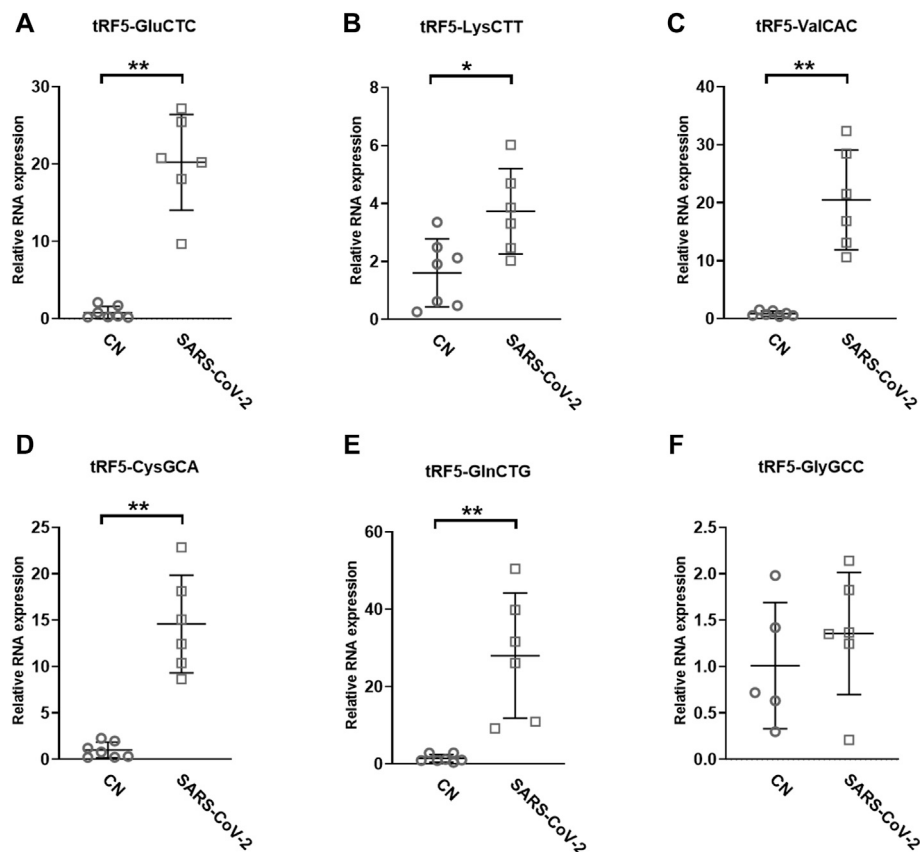 A
tRF5-GluCTC
**
Relative RNA expression
30
20
10
0
CN
SARS-CoV-2
B
tRF5-LysCTT
*
Relative RNA expression
8
6
4
2
0
CN
SARS-CoV-2
C
tRF5-ValCAC
**
Relative RNA expression
40
30
20
10
0
CN
SARS-CoV-2
D
tRF5-CysGCA
**
Relative RNA expression
25
20
15
10
5
0
CN
SARS-CoV-2
E
tRF5-GlnCTG
**
Relative RNA expression
60
40
20
0
CN
SARS-CoV-2
F
tRF5-GlyGCC
Relative RNA expression
2.5
2.0
1.5
1.0
0.5
0.0
CN
SARS-CoV-2